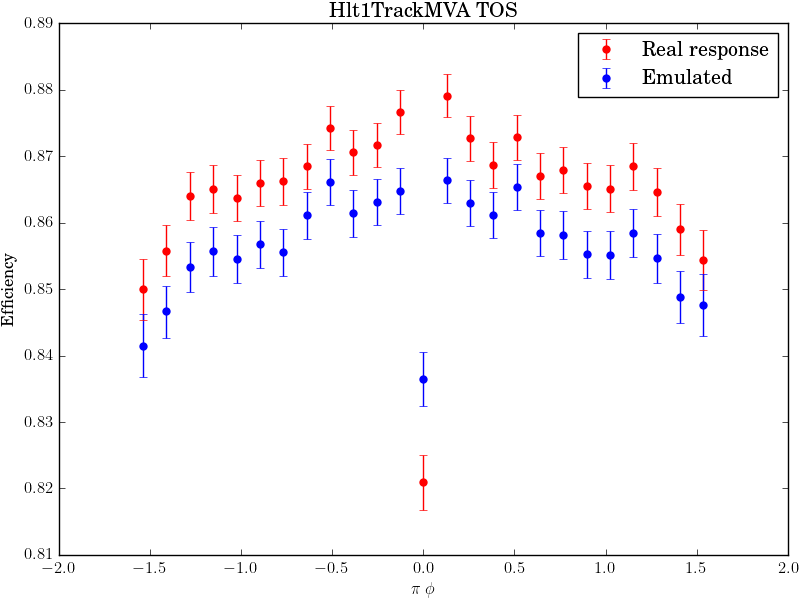 Hlt1TrackMVA TOS
Real response
Emulated
Efficiency
0.89
0.88
0.87
0.86
0.85
0.84
0.83
0.82
0.81
−2.0 −1.5 −1.0 −0.5 0.0 0.5 1.0 1.5 2.0
π ϕ